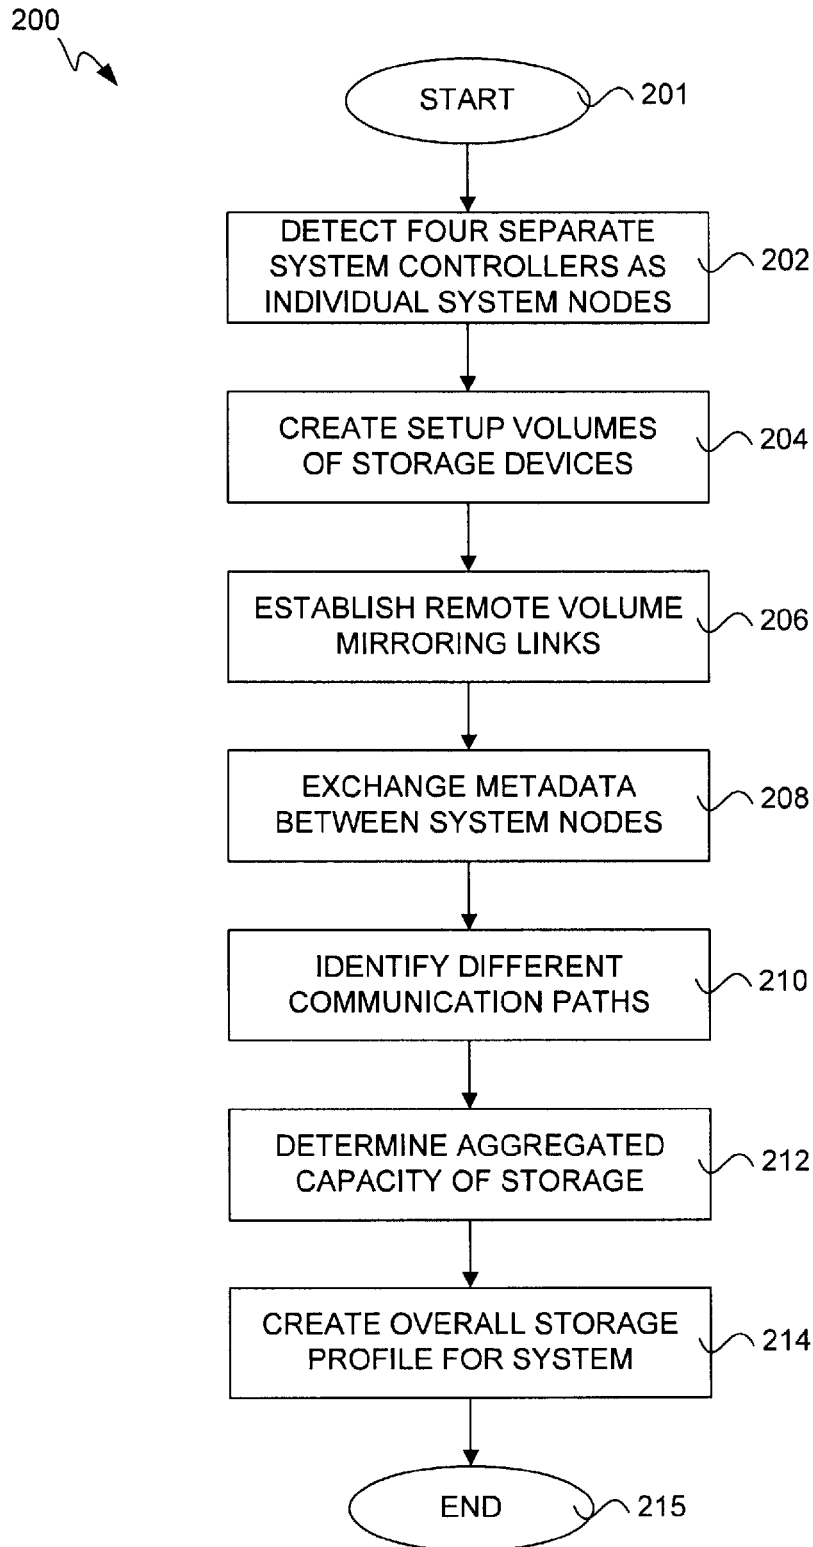 200
START
201
DETECT FOUR SEPARATE
SYSTEM CONTROLLERS AS
INDIVIDUAL SYSTEM NODES
202
CREATE SETUP VOLUMES
OF STORAGE DEVICES
204
ESTABLISH REMOTE VOLUME
MIRRORING LINKS
206
EXCHANGE METADATA
BETWEEN SYSTEM NODES
208
IDENTIFY DIFFERENT
COMMUNICATION PATHS
210
DETERMINE AGGREGATED
CAPACITY OF STORAGE
212
CREATE OVERALL STORAGE
PROFILE FOR SYSTEM
214
END
215